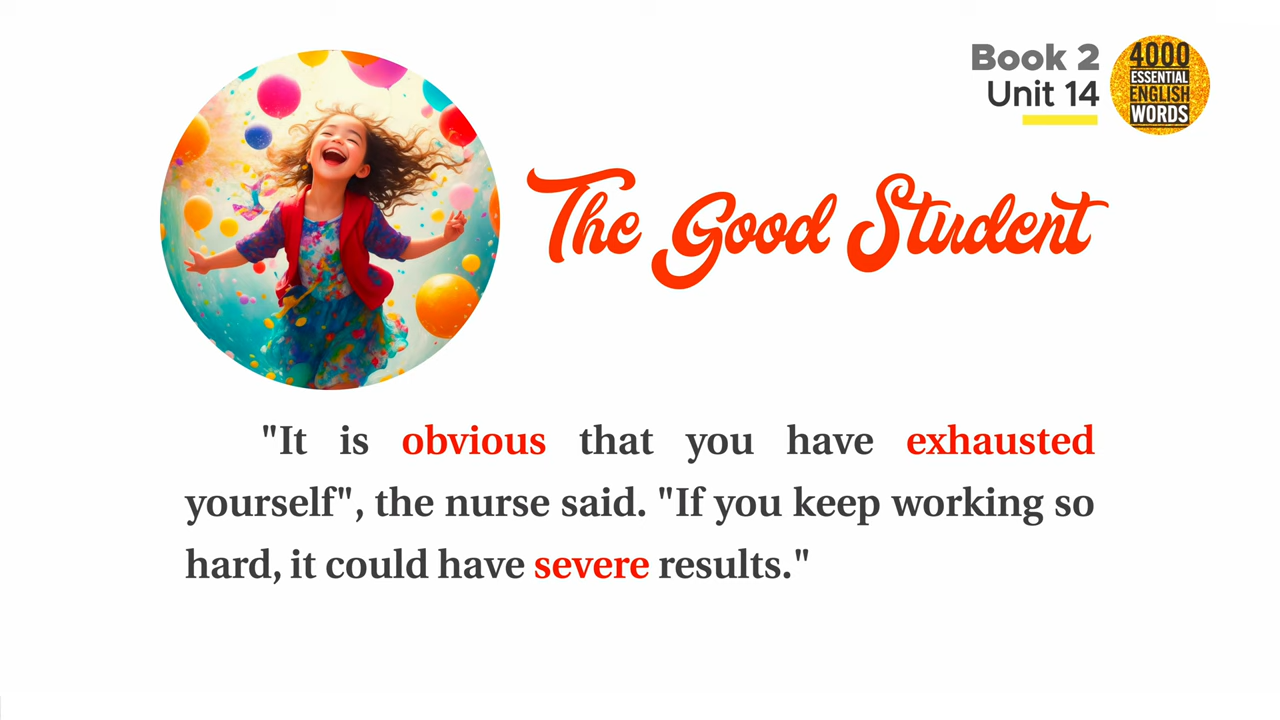 Book 2
Unit 14
4000
ESSENTIAL
ENGLISH
WORDS
The Good Student
"It is obvious that you have exhausted
yourself", the nurse said. "If you keep working so
hard, it could have severe results."